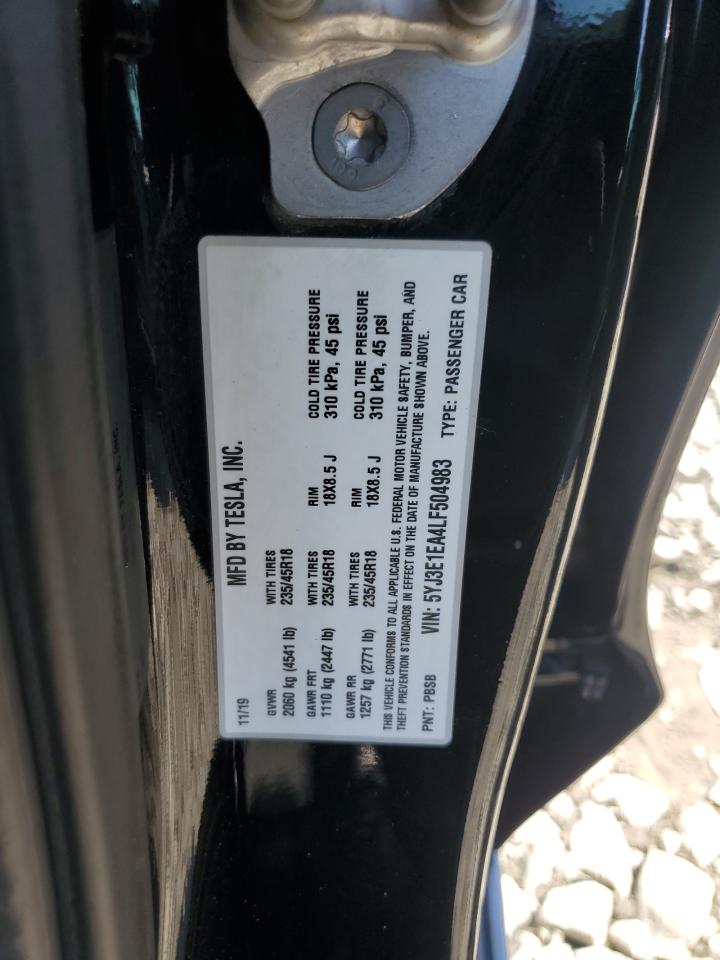 MFD BY TESLA, INC.
11/19
GVWR WITH TIRES
2060 kg (4541 lb) 235/45R18
GAWR FRT WITH TIRES RIM COLD TIRE PRESSURE
1110 kg (2447 lb) 235/45R18 18X8.5 J 310 kPa, 45 psi
GAWR RR WITH TIRES RIM COLD TIRE PRESSURE
1257 kg (2771 lb) 235/45R18 18X8.5 J 310 kPa, 45 psi
THIS VEHICLE CONFORMS TO ALL APPLICABLE U.S. FEDERAL MOTOR VEHICLE SAFETY, BUMPER, AND
THEFT PREVENTION STANDARDS IN EFFECT ON THE DATE OF MANUFACTURE SHOWN ABOVE.
PNT: PBSB VIN: 5YJ3E1EA4LF504983 TYPE: PASSENGER CAR